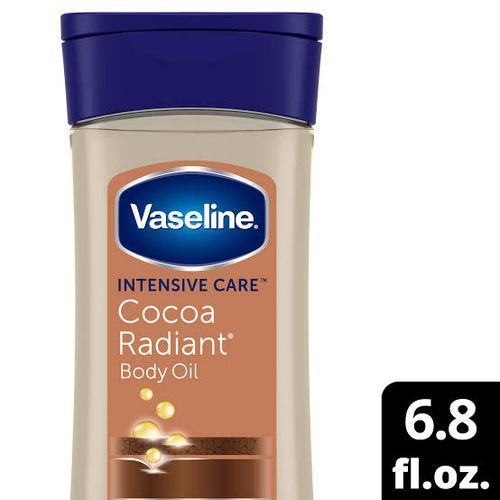 Vaseline.
INTENSIVE CARE™
Cocoa
Radiant®
Body Oil
6.8
fl.oz.